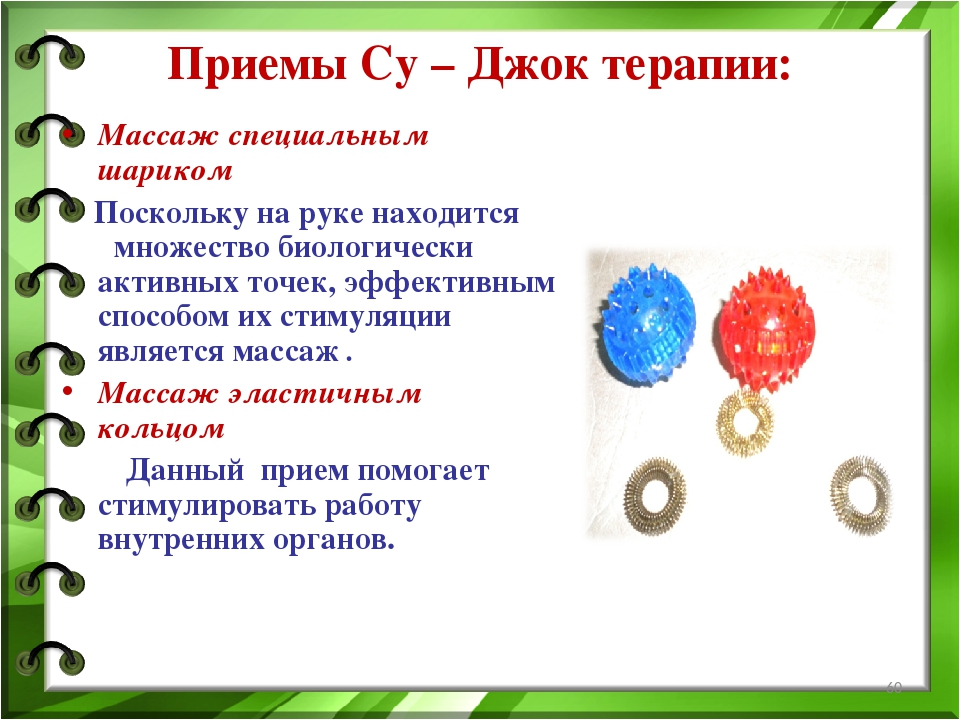 Приемы Су – Джок терапии:
• Массаж специальным
шариком
Поскольку на руке находится
множество биологически
активных точек, эффективным
способом их стимуляции
является массаж .
• Массаж эластичным
кольцом
Данный прием помогает
стимулировать работу
внутренних органов.
60